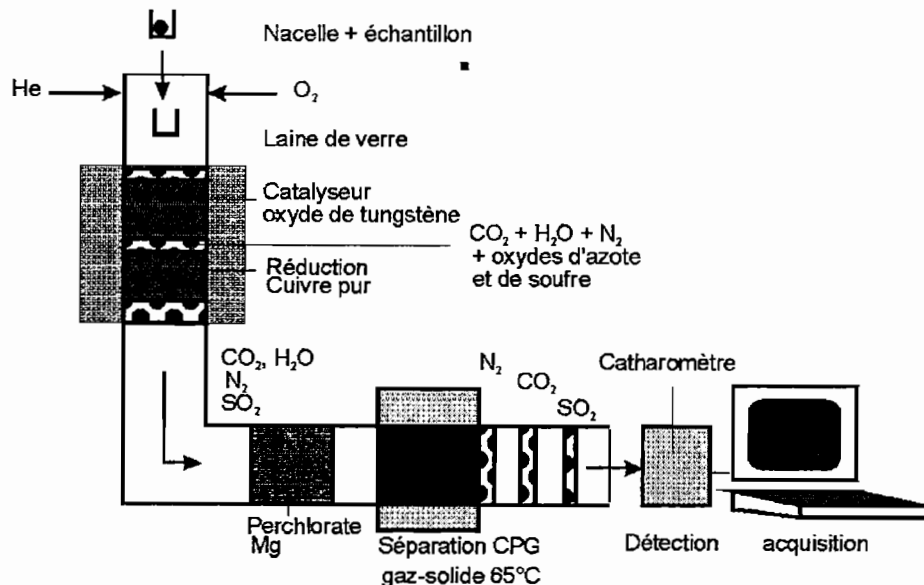 Nacelle + échantillon
He
O₂
Laine de verre
Catalyseur
oxyde de tungstène
CO₂ + H₂O + N₂
+ oxydes d'azote
et de soufre
Réduction
Cuivre pur
CO₂, H₂O
N₂
SO₂
N₂
CO₂
SO₂
Catharomètre
Perchlorate
Mg
Séparation CPG
gaz-solide 65°C
Détection
acquisition